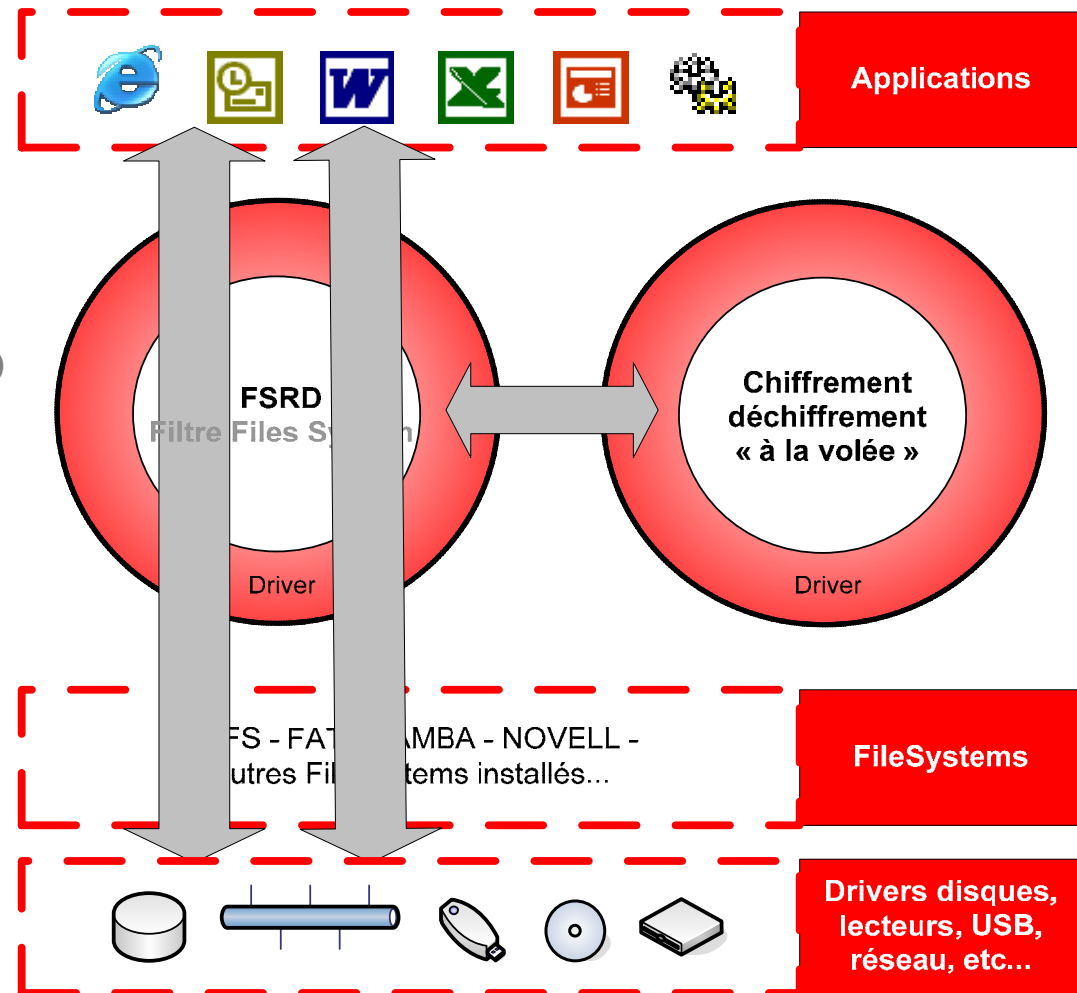 Applications
FSRD
Filtre Files
Driver
Chiffrement
déchiffrement
« à la volée »
Driver
FS - FAT AMBA - NOVELL -
utres Fil tems installés...
FileSystems
Drivers disques,
lecteurs, USB,
réseau, etc...